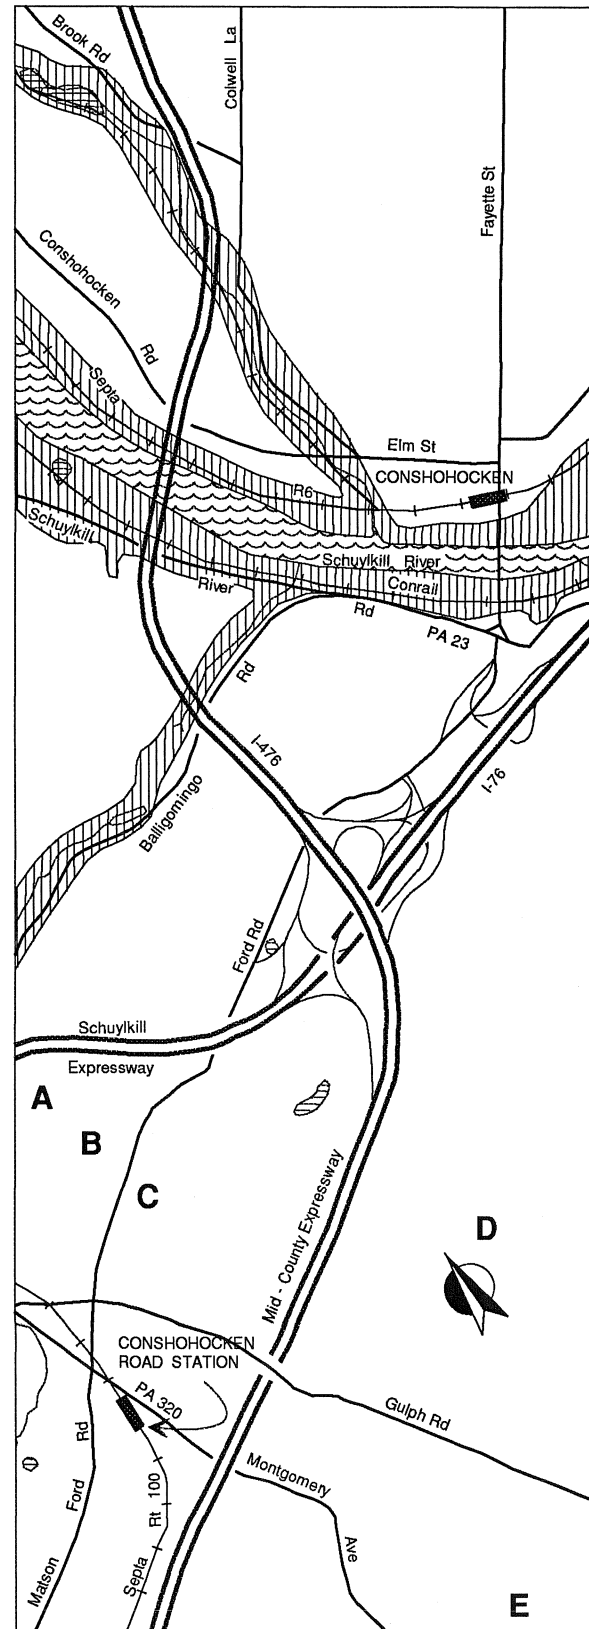 Brook Rd
Colwell La
Fayette St
Conshohocken
Rd
Septa
Elm St
CONSHOHOCKEN
R6
Schuylkill
Schuylkill River
River
Conrail
Rd
PA 23
Rd
I-476
I-76
Balligomingo
Ford Rd
Schuylkill
Expressway
A
B
C
D
Mid - County Expressway
CONSHOHOCKEN
ROAD STATION
PA 320
Gulph Rd
Rd
Montgomery
Rt 100
Ford
Ave
Matson
Septa
E